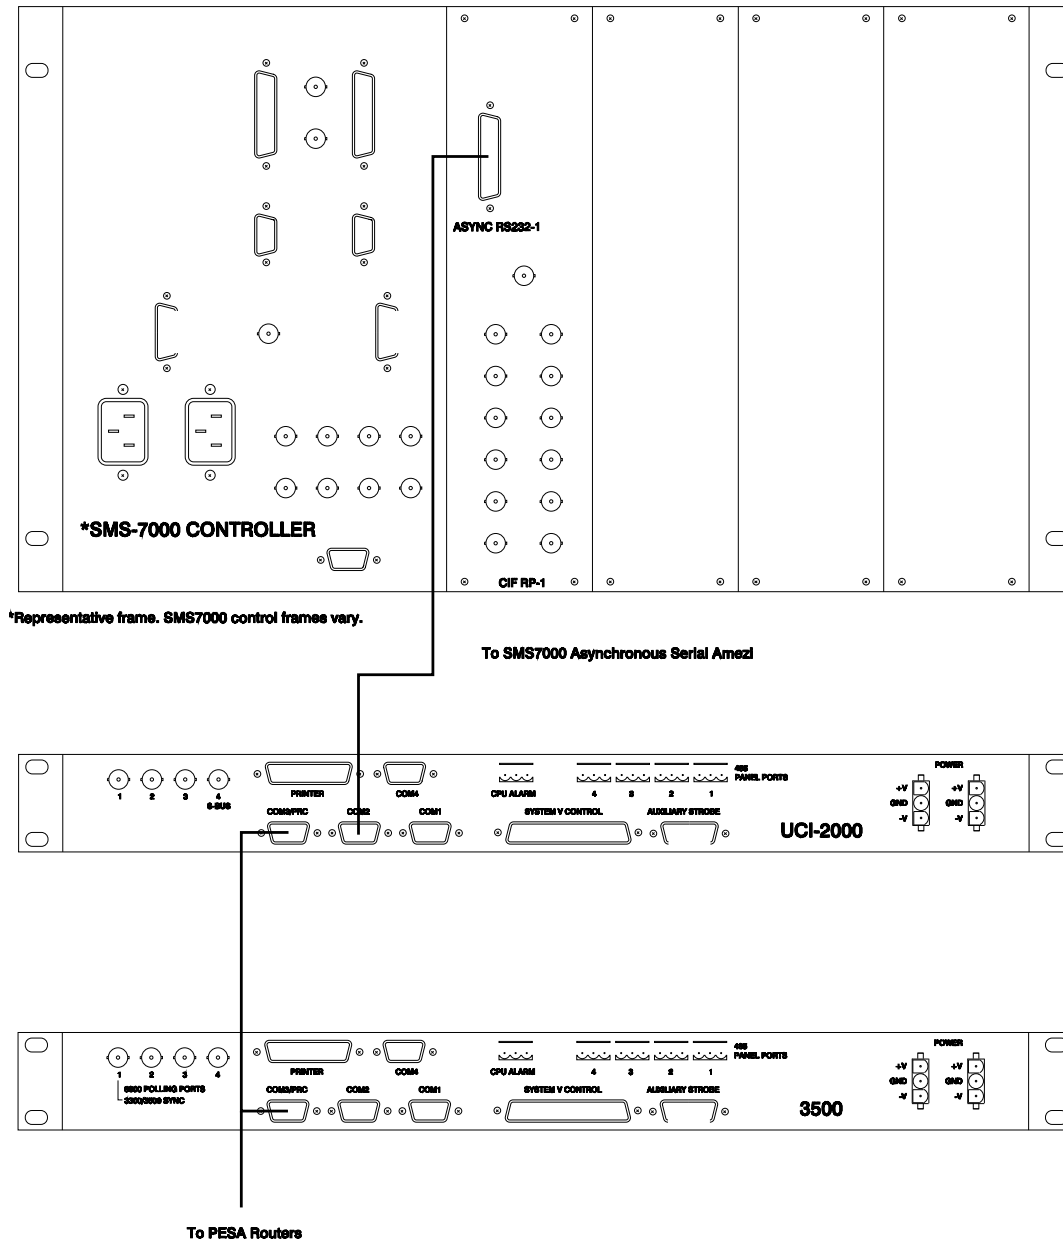 ASYNC RS232-1
*SMS-7000 CONTROLLER
CIF RP-1
*Representative frame. SMS7000 control frames vary.
To SMS7000 Asynchronous Serial Amezi
POWER
485
PANEL PORTS
+V +V
1 2 3 4
S-BUS
PRINTER COM4 CPU ALARM 4 3 2 1
GND GND
COM3/PRC COM2 COM1 SYSTEM V CONTROL AUXILIARY STROBE
-V -V
UCI-2000
POWER
485
PANEL PORTS
+V +V
1 2 3 4
PRINTER COM4 CPU ALARM 4 3 2 1
GND GND
POLLING PORTS
COM3/PRC COM2 COM1 SYSTEM V CONTROL AUXILIARY STROBE
-V -V
3300/3509 SYNC
3500
To PESA Routers